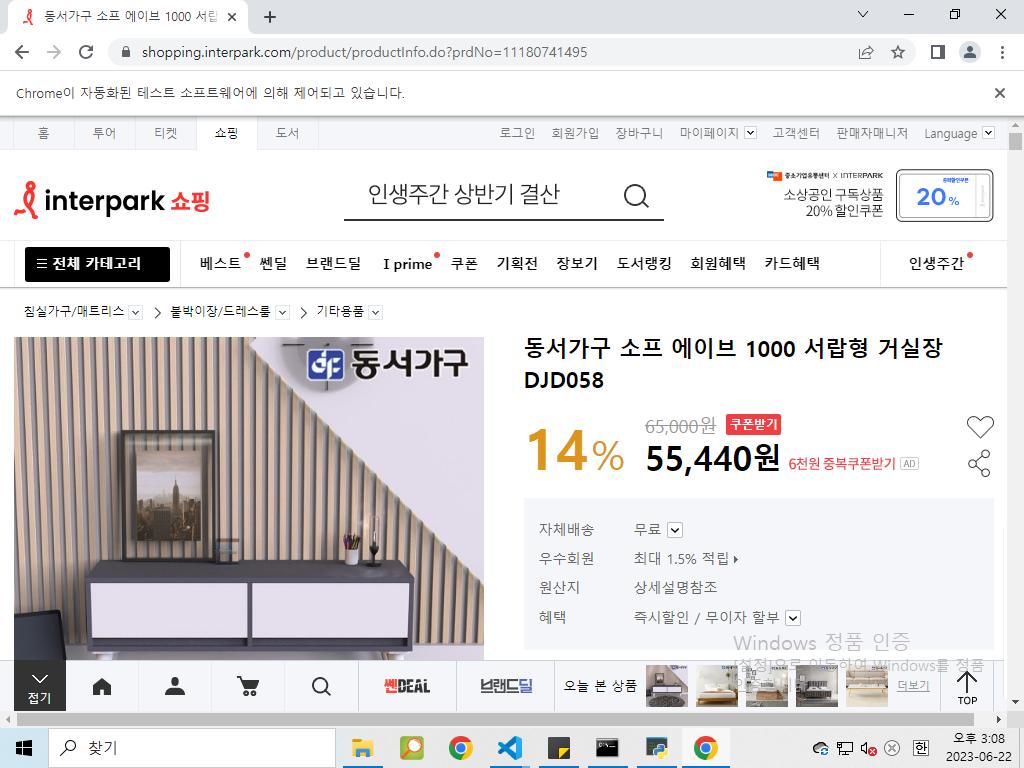 동서가구 소프 에이브 1000 서랍
shopping.interpark.com/product/productInfo.do?prdNo=11180741495
Chrome이 자동화된 테스트 소프트웨어에 의해 제어되고 있습니다.
홈 투어 티켓 쇼핑 도서 로그인 회원가입 장바구니 마이페이지 고객센터 판매자매니저 Language
interpark 쇼핑
인생주간 상반기 결산
중소기업유통센터 X INTERPARK
소상공인 구독상품
20% 할인쿠폰
20%
전체 카테고리 베스트 쎈딜 브랜드딜 I prime 쿠폰 기획전 장보기 도서랭킹 회원혜택 카드혜택 인생주간
침실가구/매트리스 붙박이장/드레스룸 기타용품
동서가구
동서가구 소프 에이브 1000 서랍형 거실장
DJD058
14%
65,000원 쿠폰받기
55,440원 6천원 중복쿠폰받기 AD
자체배송 무료
우수회원 최대 1.5% 적립
원산지 상세설명참조
혜택 즉시할인 / 무이자 할부
Windows 정품 인증
[설정]으로 이동하여 Windows를 정품
접기 쎈DEAL 브랜드딜 오늘 본 상품 더보기 TOP
찾기
한
오후 3:08
2023-06-22